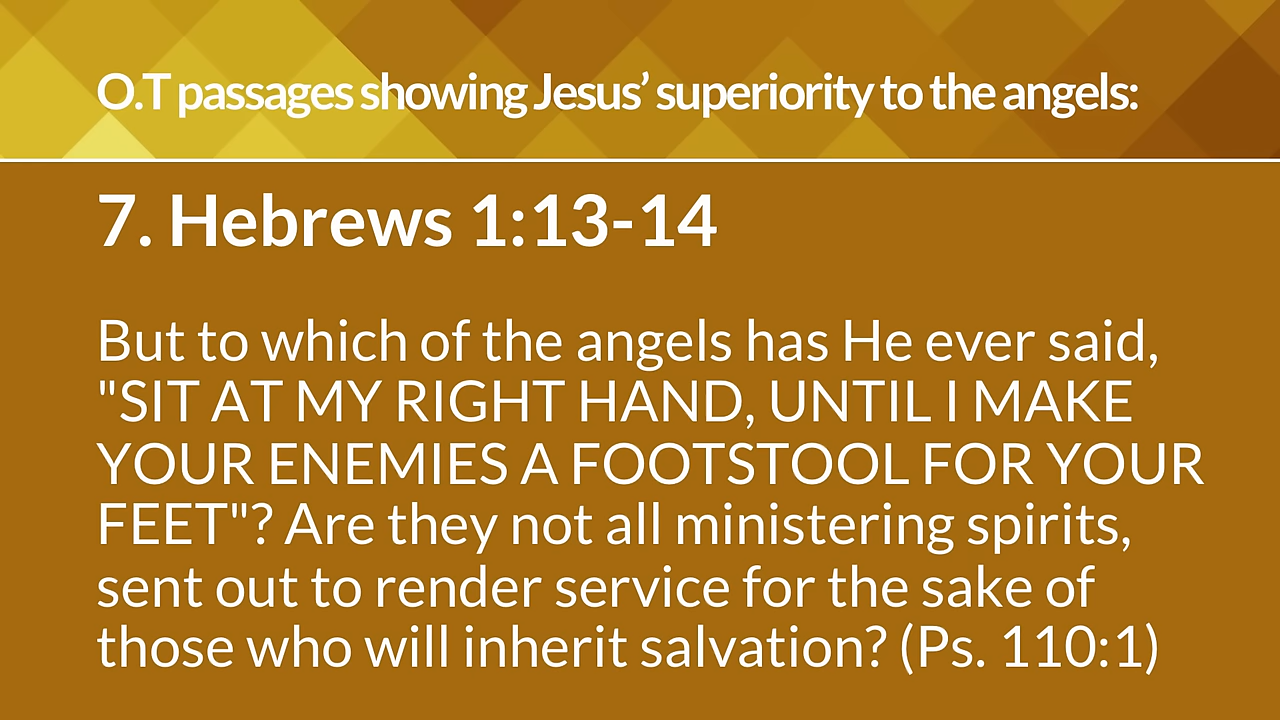 O.T passages showing Jesus’ superiority to the angels:
7. Hebrews 1:13-14
But to which of the angels has He ever said,
"SIT AT MY RIGHT HAND, UNTIL I MAKE
YOUR ENEMIES A FOOTSTOOL FOR YOUR
FEET"? Are they not all ministering spirits,
sent out to render service for the sake of
those who will inherit salvation? (Ps. 110:1)